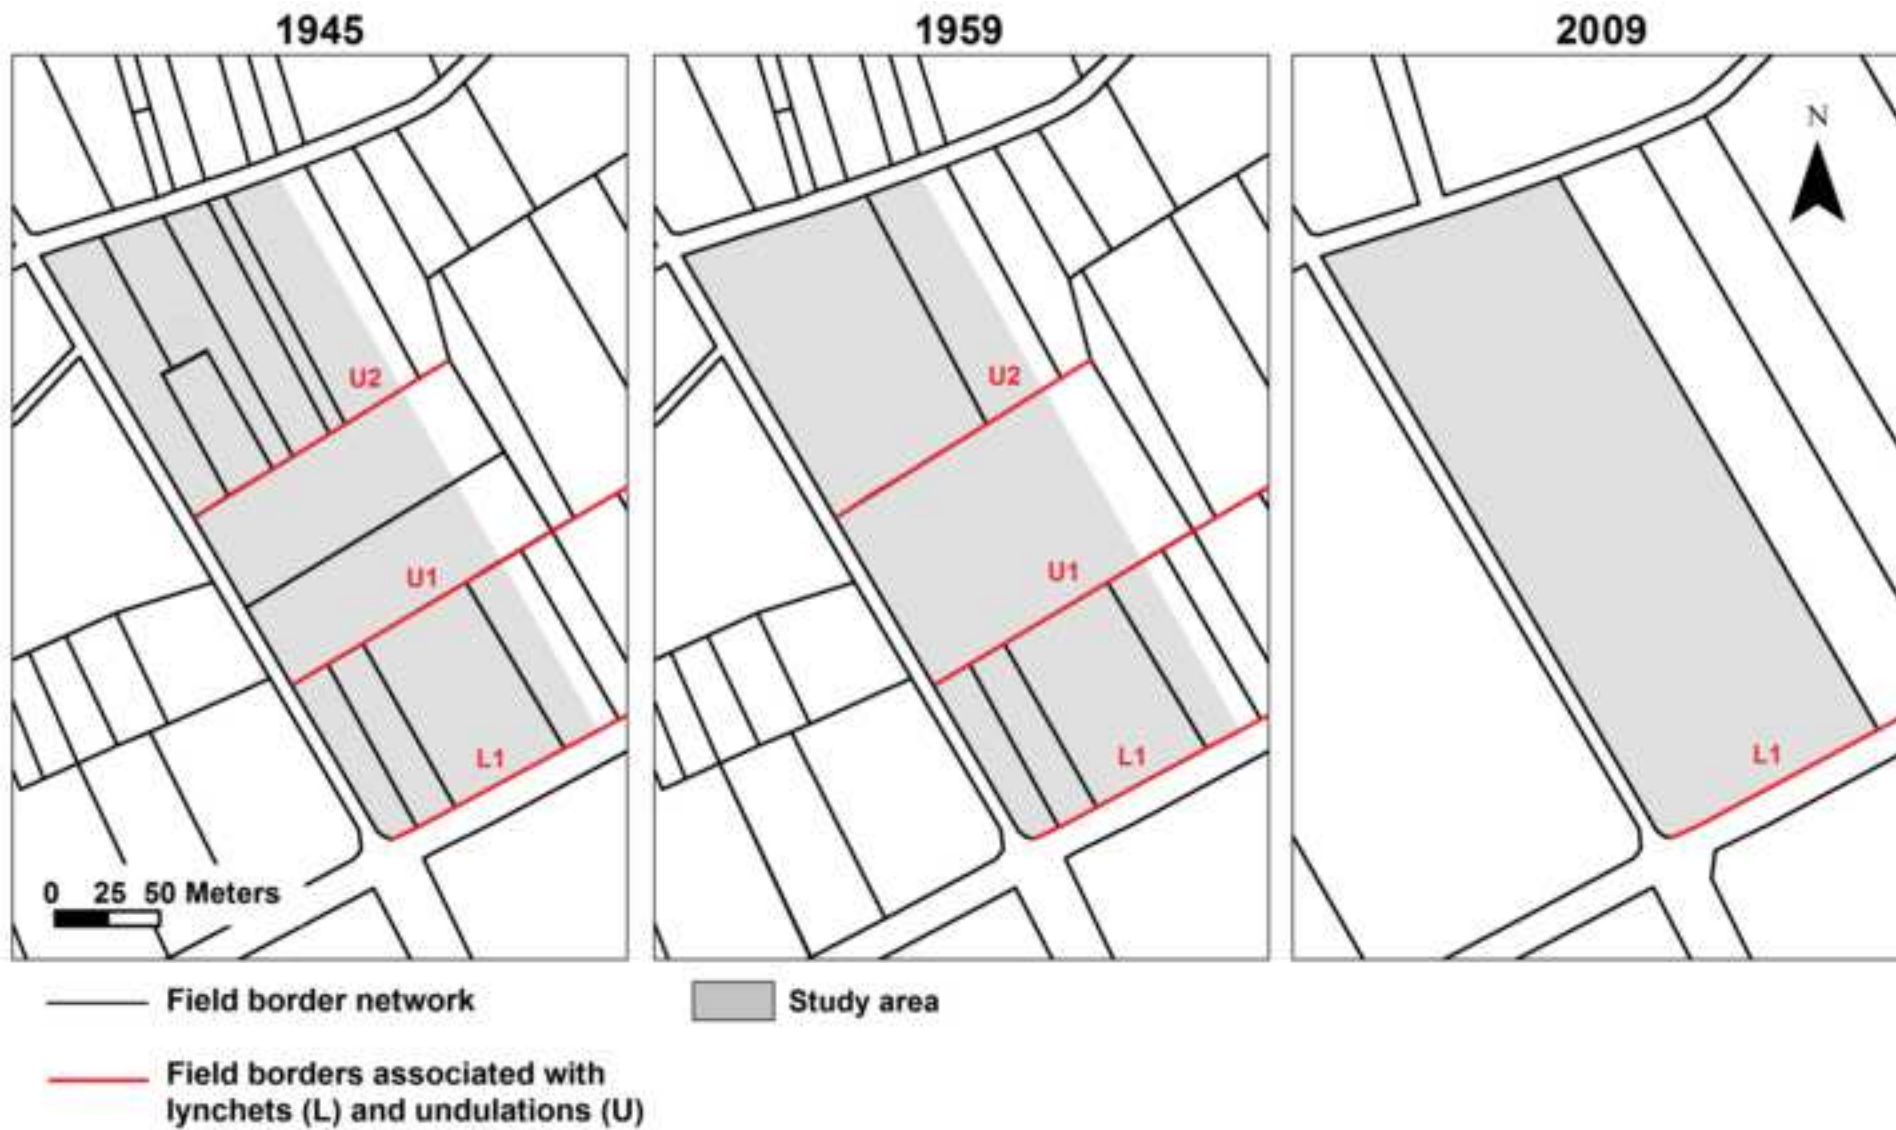 1945
1959
2009
N
U2
U1
L1
U2
U1
L1
L1
0 25 50 Meters
Field border network
Study area
Field borders associated with
lynchets (L) and undulations (U)